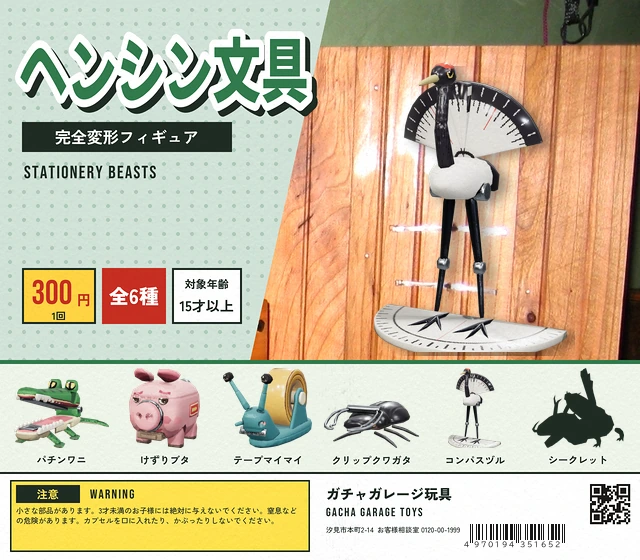 ヘンシン文具
完全変形フィギュア
STATIONERY BEASTS
300円
1回
全6種
対象年齢
15才以上
パチンワニ
けずりブタ
テープマイマイ
クリップクワガタ
コンパスヅル
シークレット
注意 WARNING
小さな部品があります。3才未満のお子様には絶対に与えないでください。窒息など
の危険があります。カプセルを口に入れたり、かぶったりしないでください。
ガチャガレージ玩具
GACHA GARAGE TOYS
汐見市本町2-14 お客様相談室 0120-00-1999
4 970194 351652